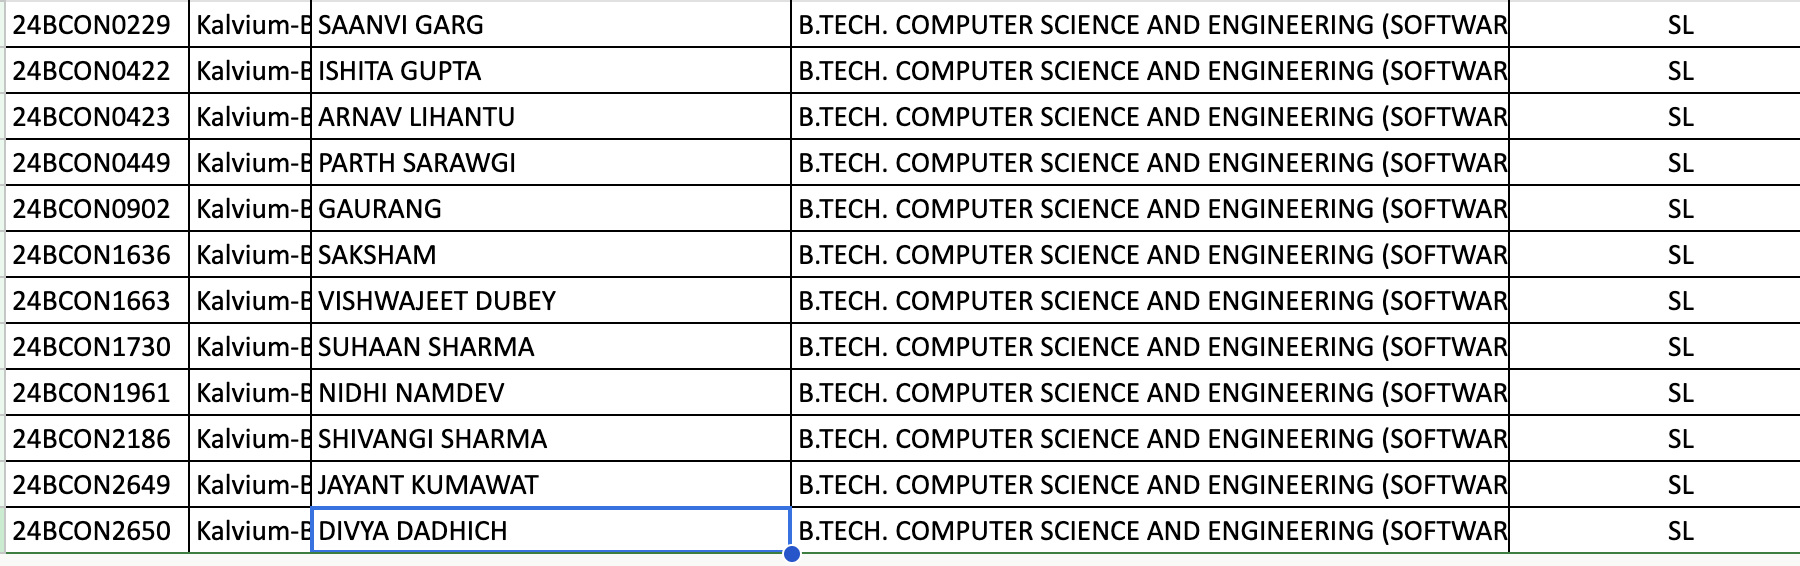 24BCON0229 Kalvium-B SAANVI GARG B.TECH. COMPUTER SCIENCE AND ENGINEERING (SOFTWAR SL
24BCON0422 Kalvium-B ISHITA GUPTA B.TECH. COMPUTER SCIENCE AND ENGINEERING (SOFTWAR SL
24BCON0423 Kalvium-B ARNAV LIHANTU B.TECH. COMPUTER SCIENCE AND ENGINEERING (SOFTWAR SL
24BCON0449 Kalvium-B PARTH SARAWGI B.TECH. COMPUTER SCIENCE AND ENGINEERING (SOFTWAR SL
24BCON0902 Kalvium-B GAURANG B.TECH. COMPUTER SCIENCE AND ENGINEERING (SOFTWAR SL
24BCON1636 Kalvium-B SAKSHAM B.TECH. COMPUTER SCIENCE AND ENGINEERING (SOFTWAR SL
24BCON1663 Kalvium-B VISHWAJEET DUBEY B.TECH. COMPUTER SCIENCE AND ENGINEERING (SOFTWAR SL
24BCON1730 Kalvium-B SUHAAN SHARMA B.TECH. COMPUTER SCIENCE AND ENGINEERING (SOFTWAR SL
24BCON1961 Kalvium-B NIDHI NAMDEV B.TECH. COMPUTER SCIENCE AND ENGINEERING (SOFTWAR SL
24BCON2186 Kalvium-B SHIVANGI SHARMA B.TECH. COMPUTER SCIENCE AND ENGINEERING (SOFTWAR SL
24BCON2649 Kalvium-B JAYANT KUMAWAT B.TECH. COMPUTER SCIENCE AND ENGINEERING (SOFTWAR SL
24BCON2650 Kalvium-B DIVYA DADHICH B.TECH. COMPUTER SCIENCE AND ENGINEERING (SOFTWAR SL